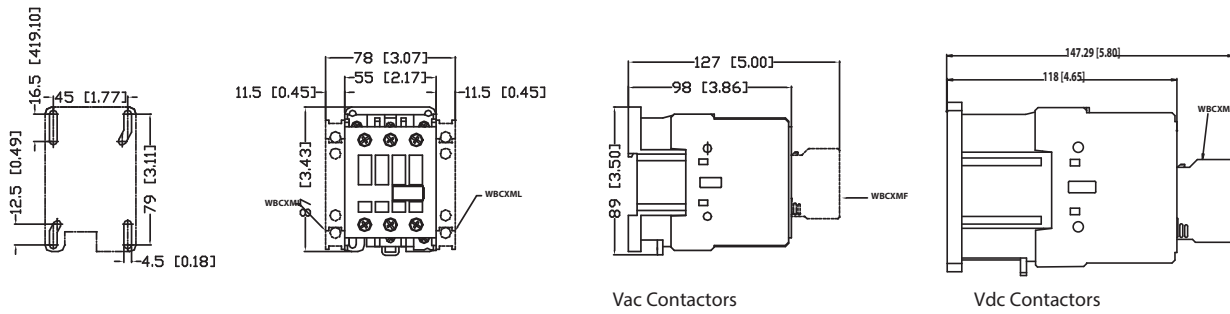 16.5 [419.10]
45 [1.77]
12.5 [0.49]
79 [3.11]
4.5 [0.18]
78 [3.07]
55 [2.17]
11.5 [0.45]
11.5 [0.45]
87 [3.43]
WBCXML
WBCXML
127 [5.00]
98 [3.86]
89 [3.50]
WBCXMF
Vac Contactors
147.29 [5.80]
118 [4.65]
WBCXM
Vdc Contactors